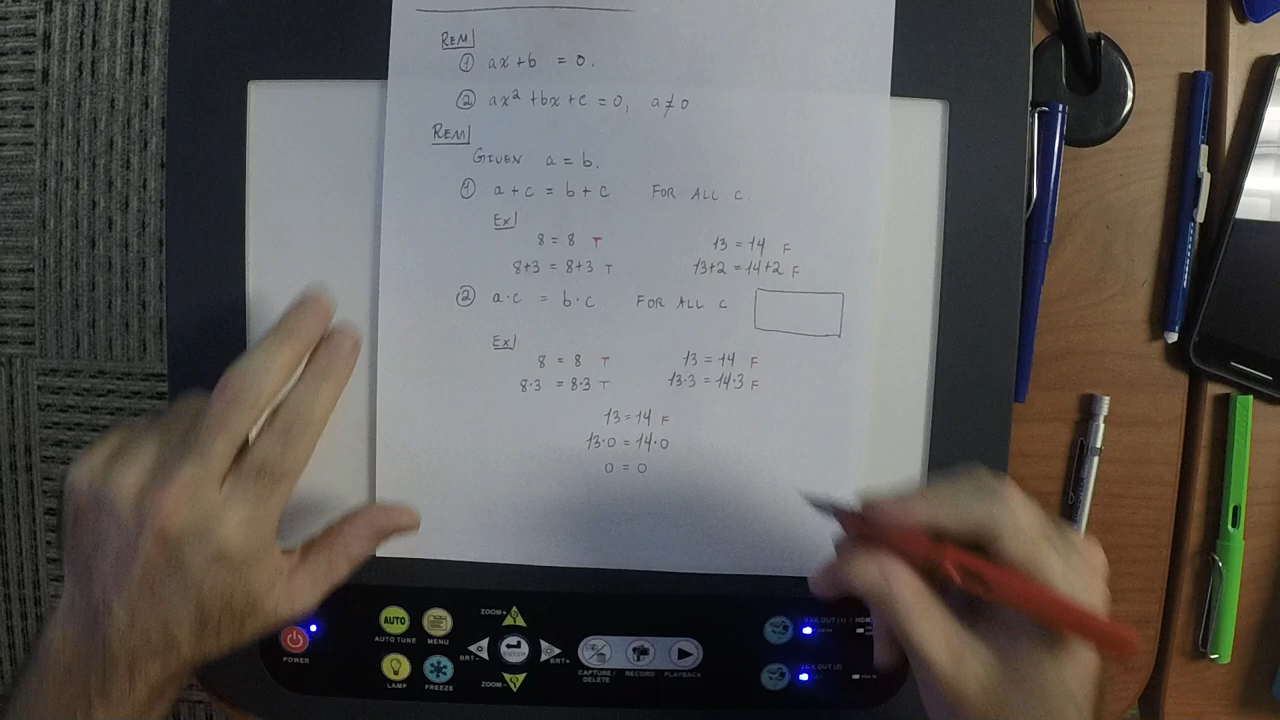 REM
① ax + b = 0.
② ax² + bx + c = 0, a ≠ 0
REM
GIVEN a = b.
① a + c = b + c FOR ALL C.
Ex
8 = 8 T 13 = 14 F
8+3 = 8+3 T 13+2 = 14+2 F
② a·c = b·c FOR ALL C
Ex
8 = 8 T 13 = 14 F
8·3 = 8·3 T 13·3 = 14·3 F
13 = 14 F
13·0 = 14·0
0 = 0
POWER
AUTO
AUTO TUNE
MENU
LAMP
FREEZE
ZOOM+
BRT-
BRT+
ZOOM-
CAPTURE / DELETE
RECORD
PLAYBACK